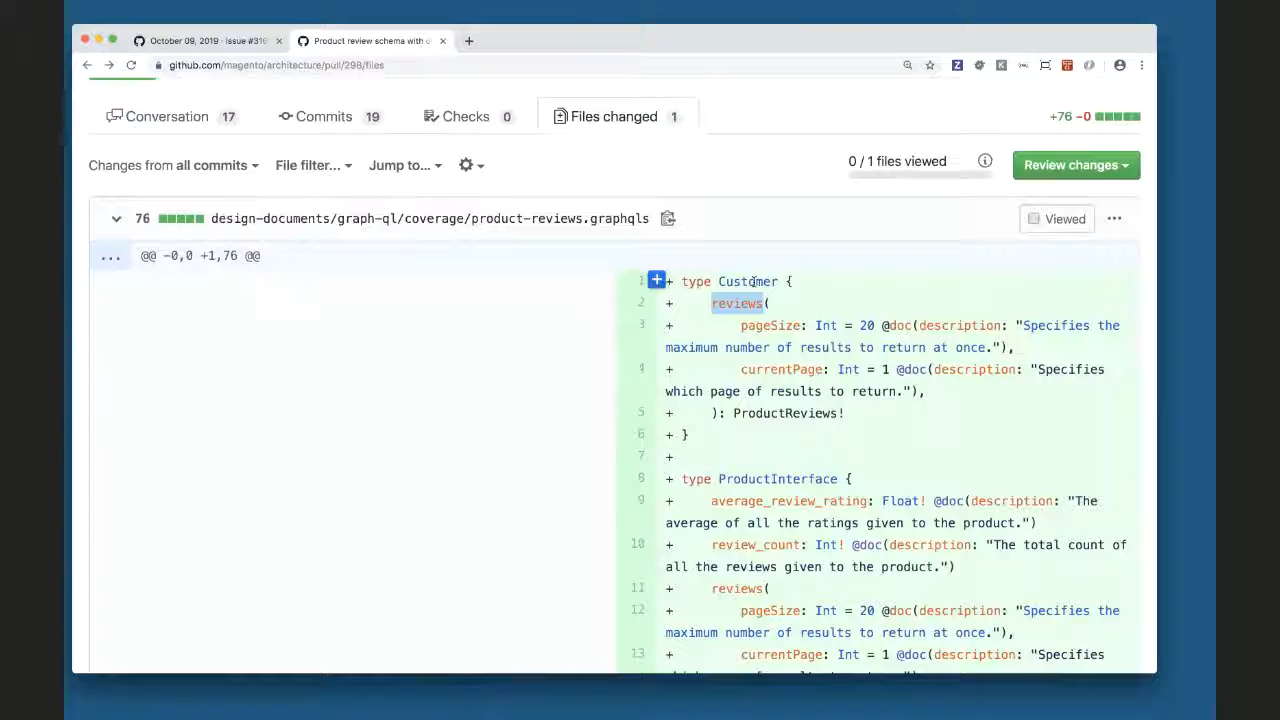 October 09, 2019 · Issue #316
Product review schema with
github.com/magento/architecture/pull/298/files
Conversation 17
Commits 19
Checks 0
Files changed 1
+76 −0
Changes from all commits
File filter...
Jump to...
0 / 1 files viewed
Review changes
76 design-documents/graph-ql/coverage/product-reviews.graphqls
Viewed
... @@ -0,0 +1,76 @@
1 + type Customer {
2 + reviews(
3 + pageSize: Int = 20 @doc(description: "Specifies the
maximum number of results to return at once."),
4 + currentPage: Int = 1 @doc(description: "Specifies
which page of results to return."),
5 + ): ProductReviews!
6 + }
7 +
8 + type ProductInterface {
9 + average_review_rating: Float! @doc(description: "The
average of all the ratings given to the product.")
10 + review_count: Int! @doc(description: "The total count of
all the reviews given to the product.")
11 + reviews(
12 + pageSize: Int = 20 @doc(description: "Specifies the
maximum number of results to return at once."),
13 + currentPage: Int = 1 @doc(description: "Specifies